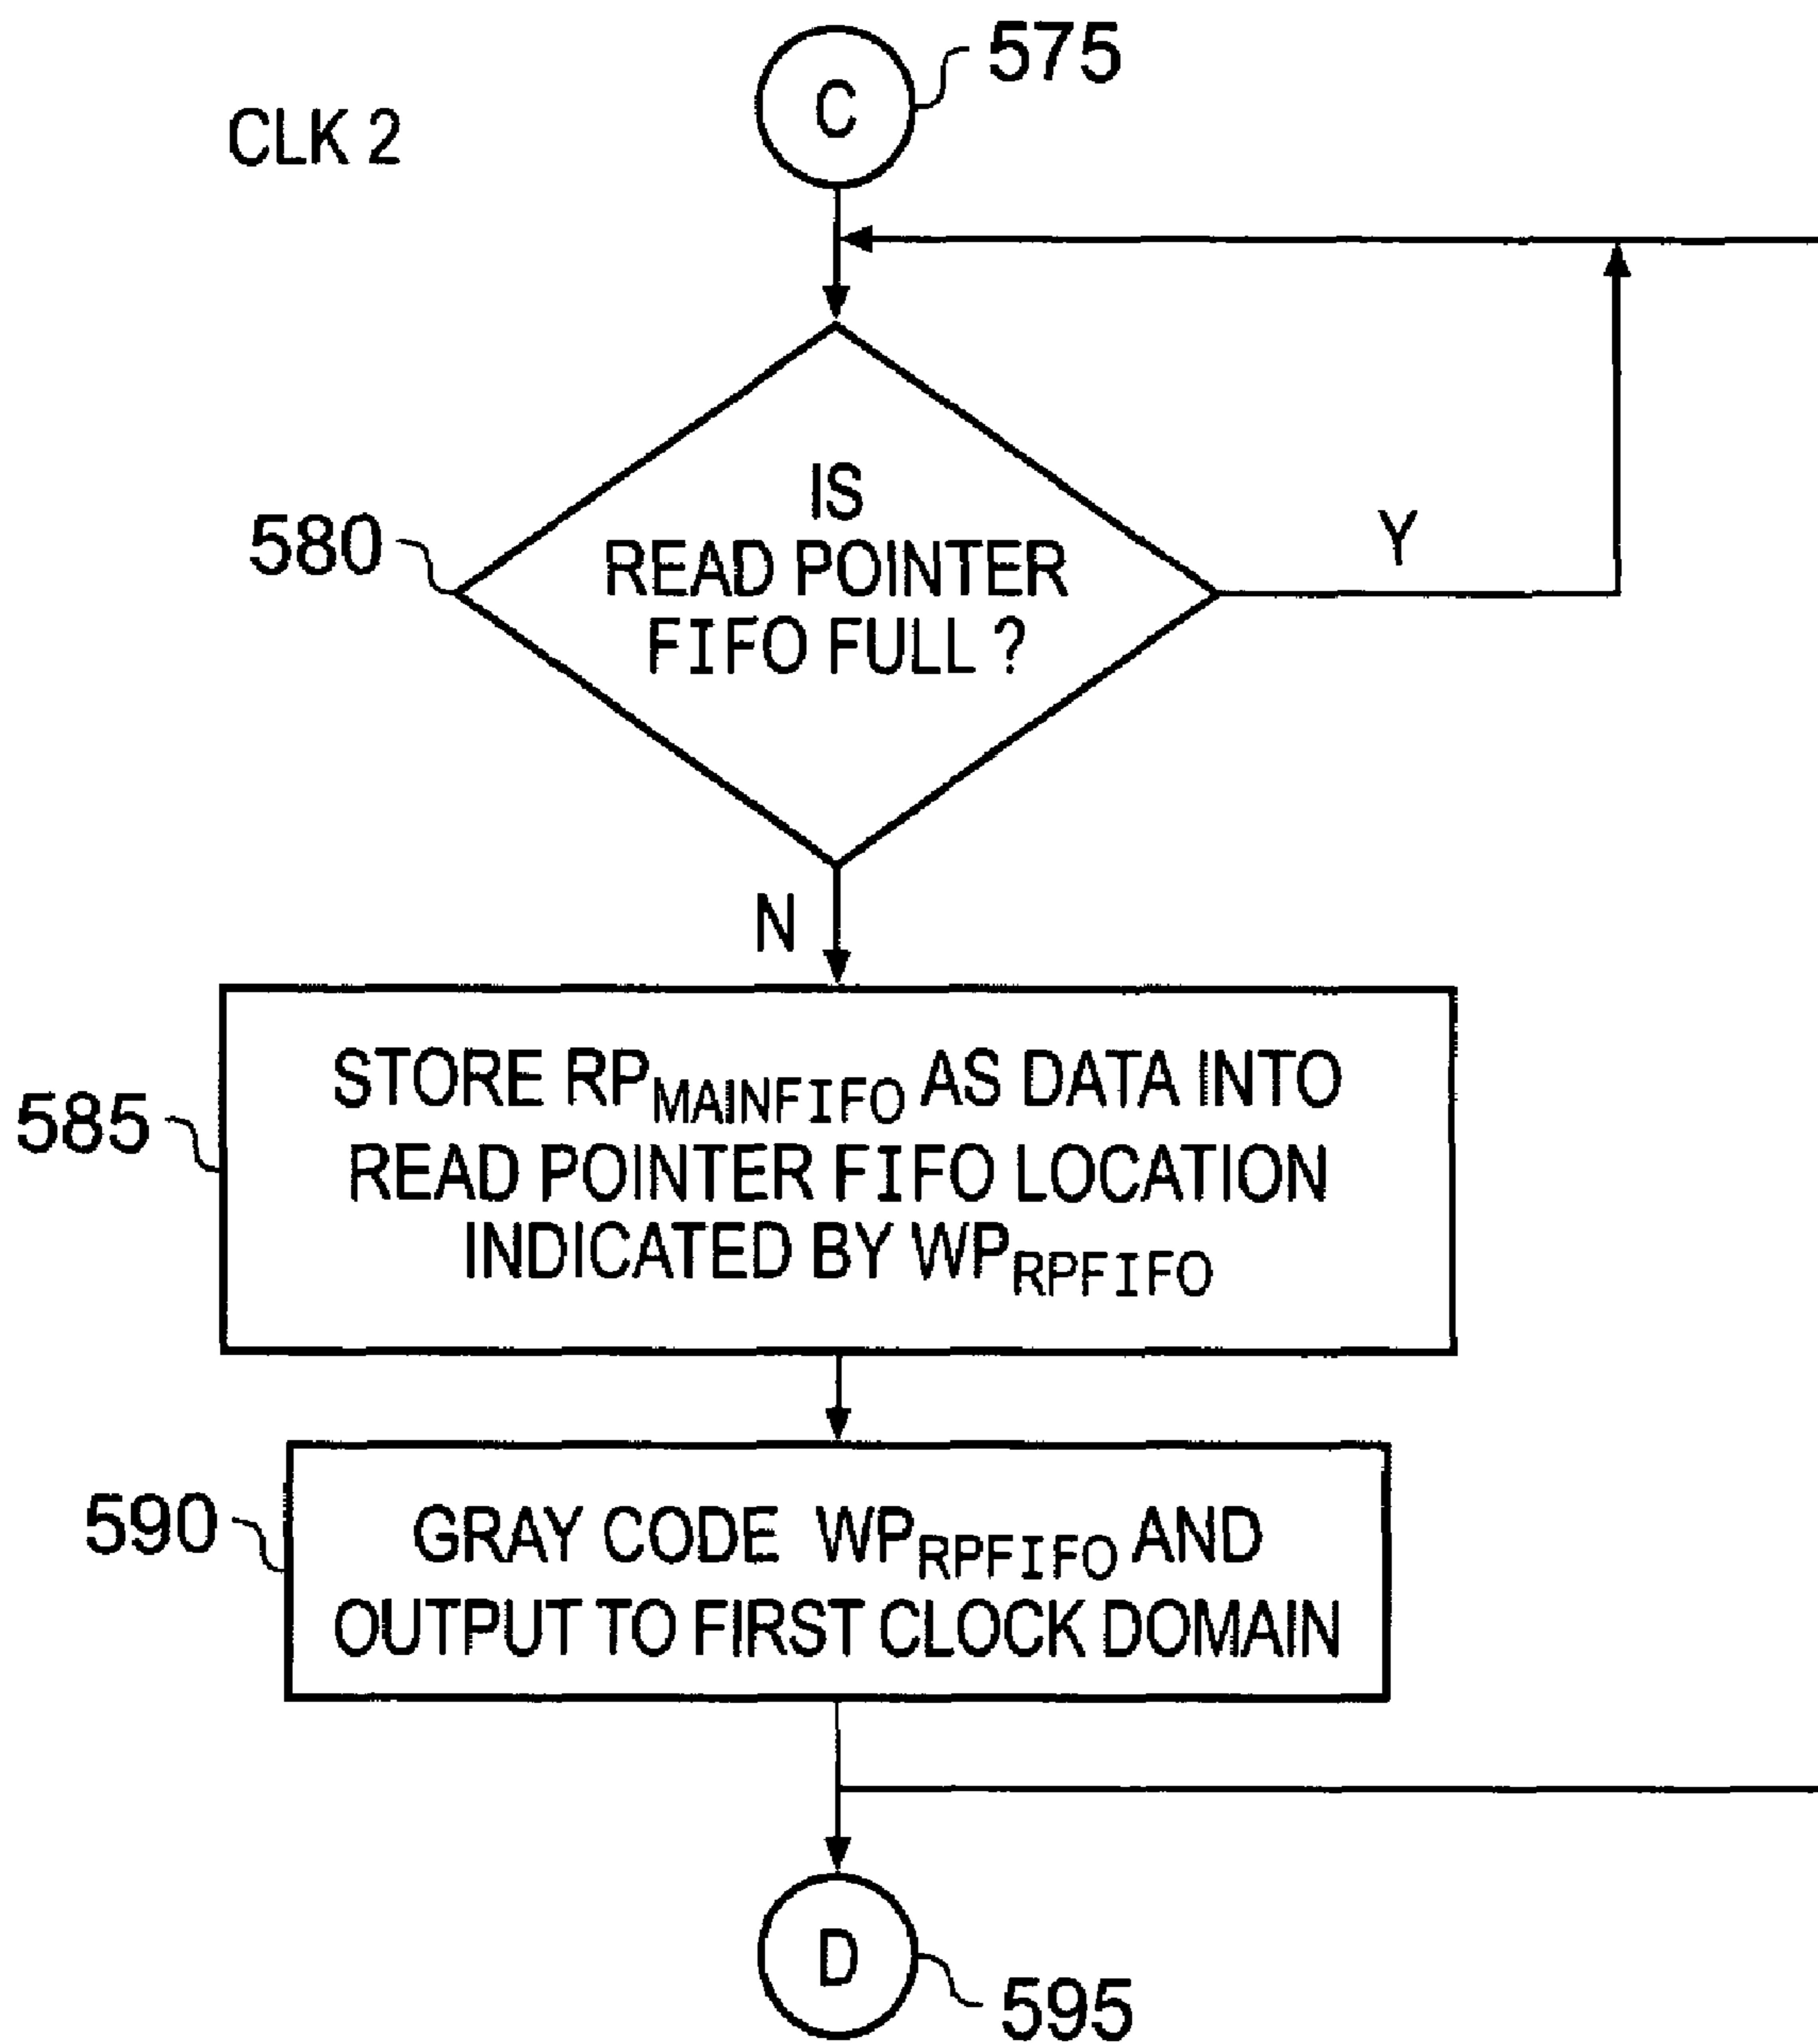 575
C
CLK 2
IS
READ POINTER
FIFO FULL ?
580
Y
N
STORE RPMAINFIFO AS DATA INTO
READ POINTER FIFO LOCATION
INDICATED BY WPRPFIFO
585
GRAY CODE WPRPFIFO AND
OUTPUT TO FIRST CLOCK DOMAIN
590
D
595